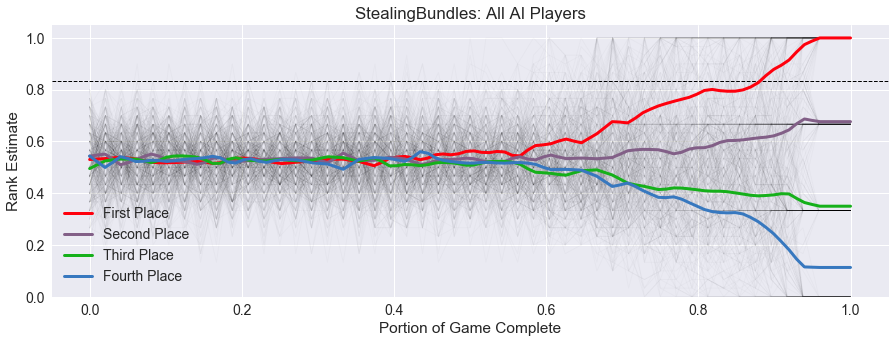 StealingBundles: All AI Players
1.0
0.8
0.6
0.4
0.2
0.0
Rank Estimate
First Place
Second Place
Third Place
Fourth Place
0.0 0.2 0.4 0.6 0.8 1.0
Portion of Game Complete